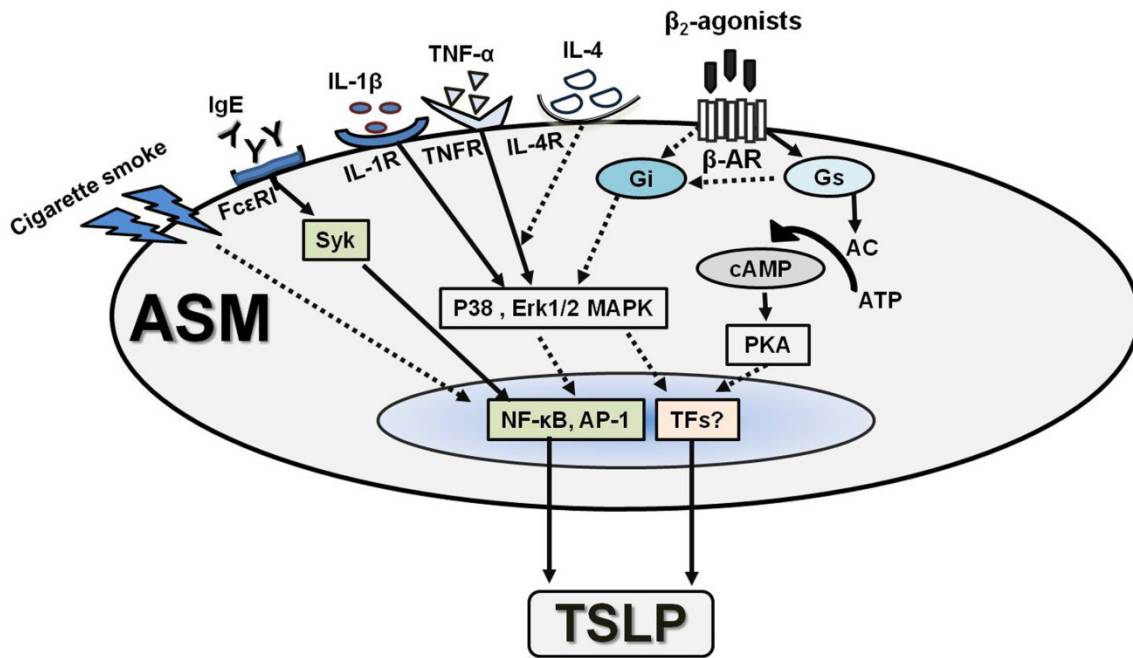 β₂-agonists
IL-4
TNF-α
IL-1β
IgE
Cigarette smoke
FcεRI
IL-1R
TNFR
IL-4R
β-AR
Gi
Gs
Syk
AC
cAMP
ATP
ASM
P38 , Erk1/2 MAPK
PKA
NF-κB, AP-1
TFs?
TSLP